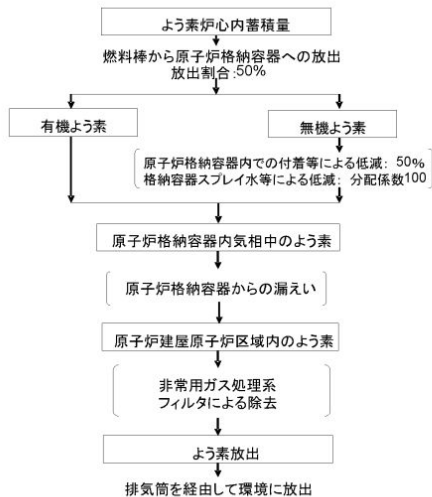 よう素炉心内蓄積量
燃料棒から原子炉格納容器への放出
放出割合:50%
有機よう素
無機よう素
原子炉格納容器内での付着等による低減: 50%
格納容器スプレイ水等による低減: 分配係数100
原子炉格納容器内気相中のよう素
原子炉格納容器からの漏えい
原子炉建屋原子炉区域内のよう素
非常用ガス処理系
フィルタによる除去
よう素放出
排気筒を経由して環境に放出